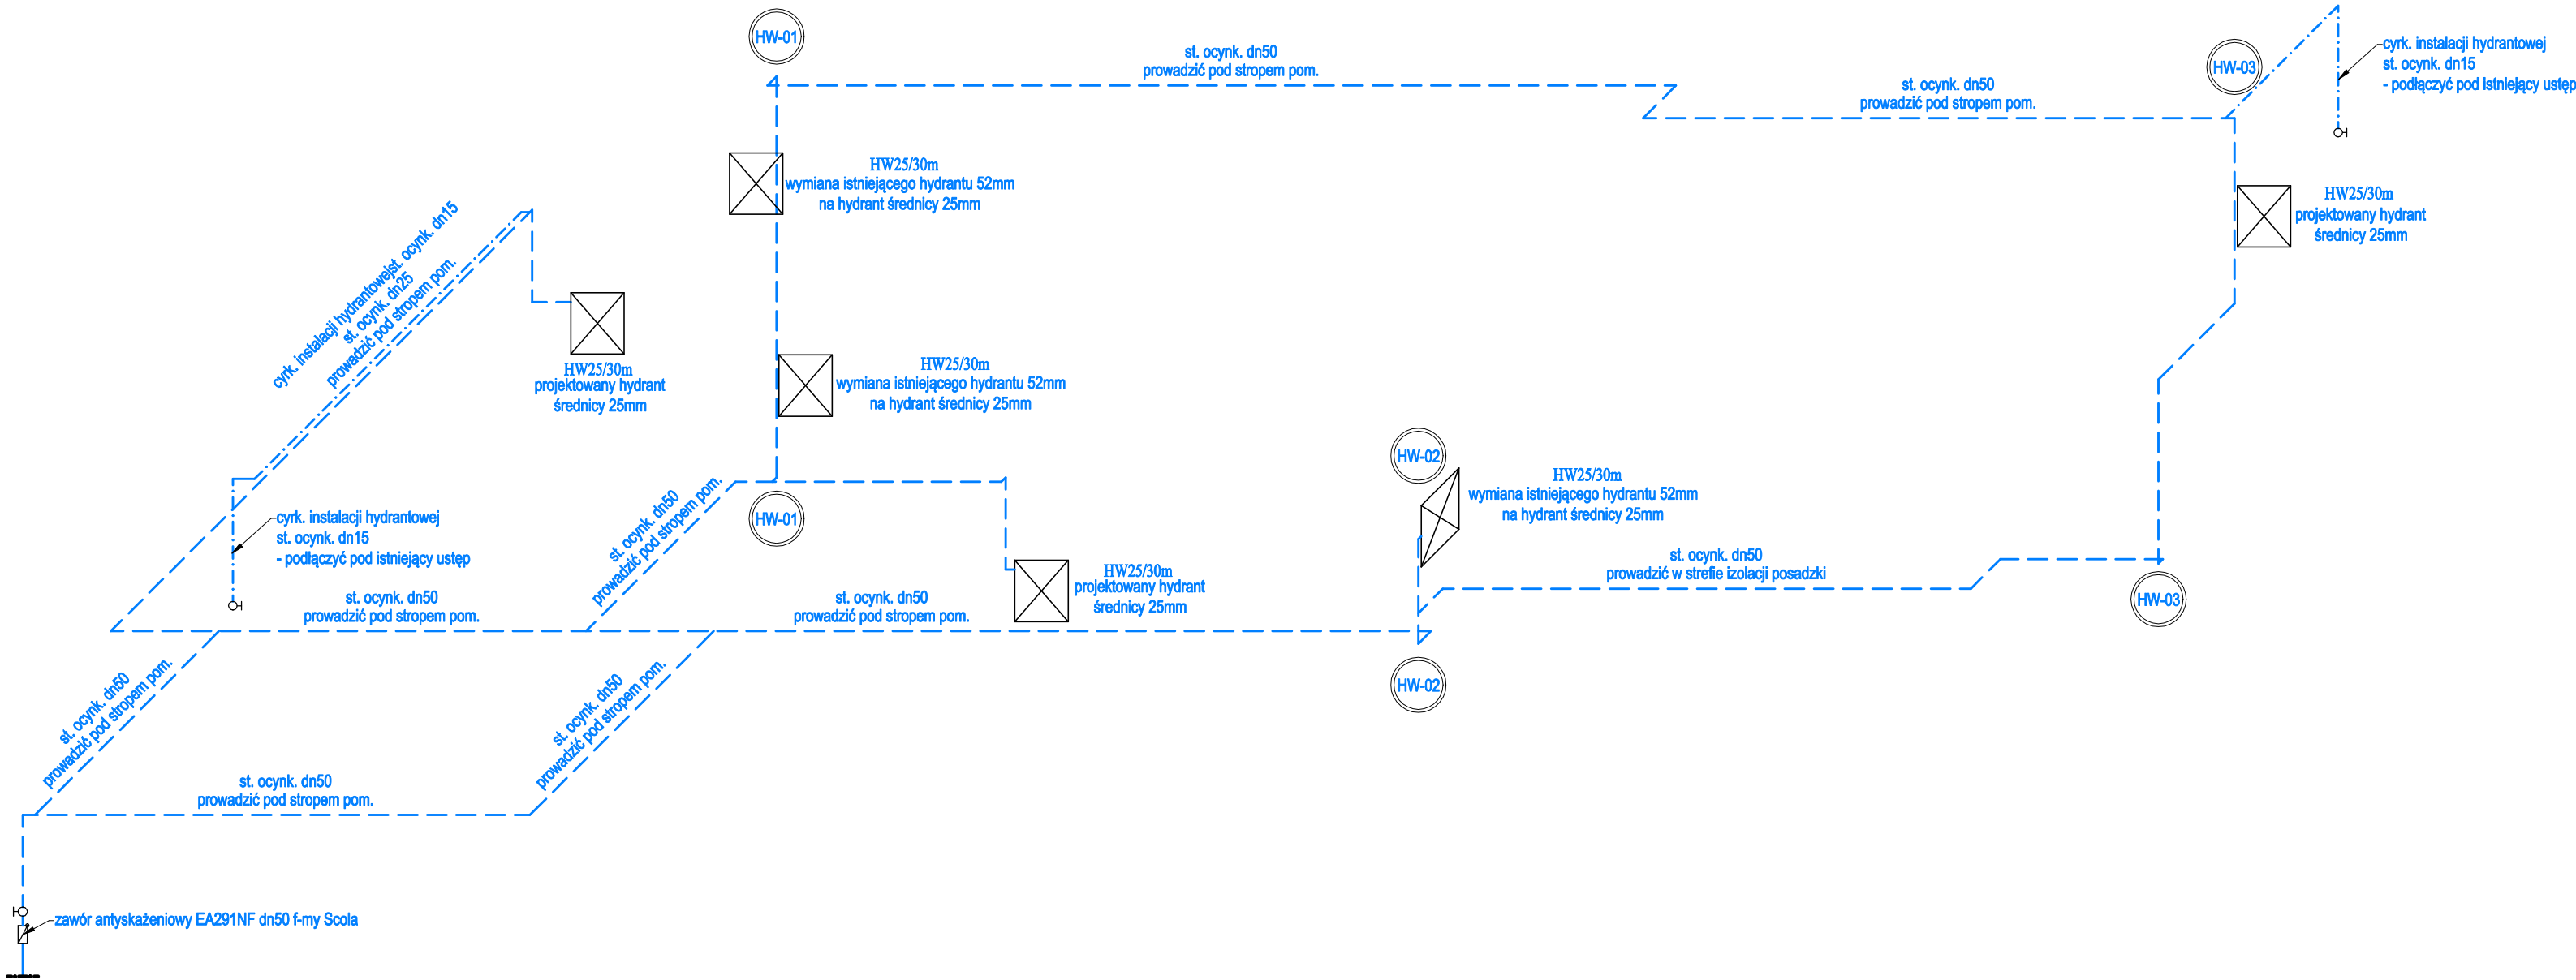 HW-01
st. ocynk. dn50
prowadzić pod stropem pom.
HW-03
cyrk. instalacji hydrantowej
st. ocynk. dn15
- podłączyć pod istniejący ustęp
st. ocynk. dn50
prowadzić pod stropem pom.
HW25/30m
wymiana istniejącego hydrantu 52mm
na hydrant średnicy 25mm
HW25/30m
projektowany hydrant
średnicy 25mm
cyrk. instalacji hydrantowejst. ocynk. dn15
st. ocynk. dn25
prowadzić pod stropem pom.
HW25/30m
projektowany hydrant
średnicy 25mm
HW25/30m
wymiana istniejącego hydrantu 52mm
na hydrant średnicy 25mm
HW-02
HW25/30m
wymiana istniejącego hydrantu 52mm
na hydrant średnicy 25mm
st. ocynk. dn50
prowadzić pod stropem pom.
HW-01
cyrk. instalacji hydrantowej
st. ocynk. dn15
- podłączyć pod istniejący ustęp
st. ocynk. dn50
prowadzić w strefie izolacji posadzki
HW25/30m
projektowany hydrant
średnicy 25mm
HW-03
st. ocynk. dn50
prowadzić pod stropem pom.
st. ocynk. dn50
prowadzić pod stropem pom.
HW-02
st. ocynk. dn50
prowadzić pod stropem pom.
st. ocynk. dn50
prowadzić pod stropem pom.
st. ocynk. dn50
prowadzić pod stropem pom.
zawór antyskażeniowy EA291NF dn50 f-my Scola